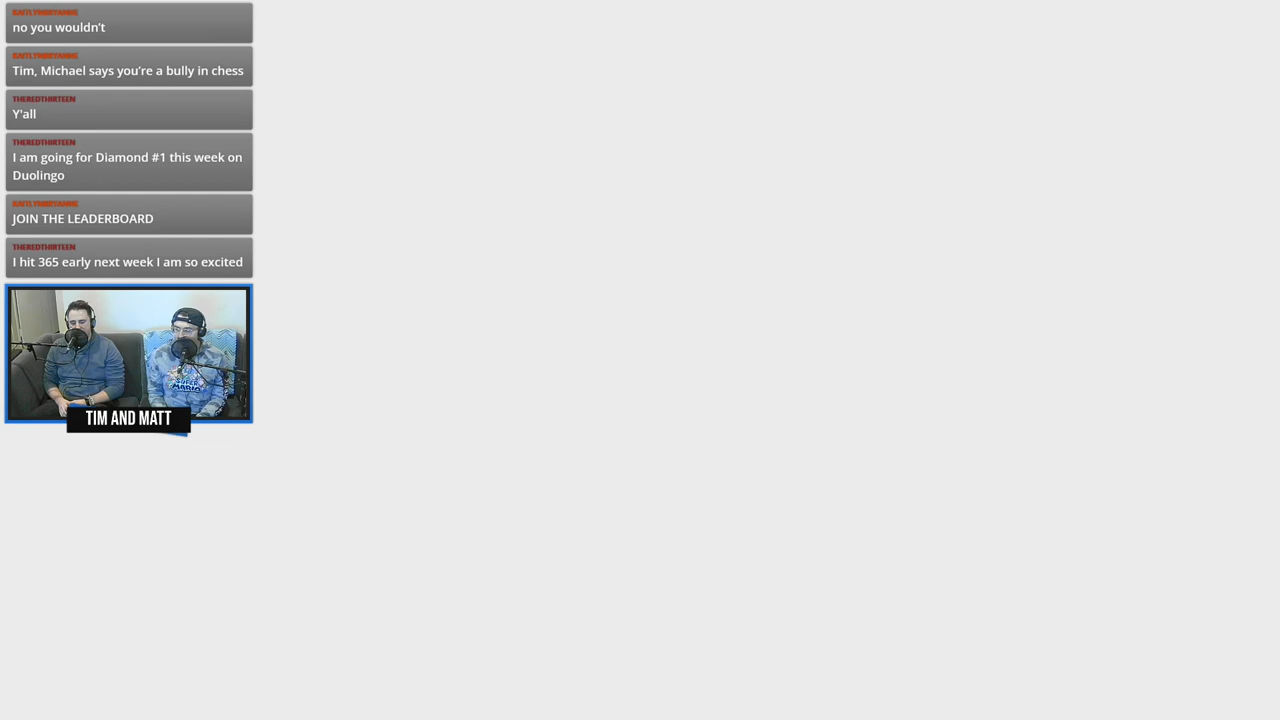 no you wouldn't
Tim, Michael says you're a bully in chess
THEREDTHIRTEEN
Y'all
THEREDTHIRTEEN
I am going for Diamond #1 this week on
Duolingo
JOIN THE LEADERBOARD
THEREDTHIRTEEN
I hit 365 early next week I am so excited
SUPER
MARIO
TIM AND MATT